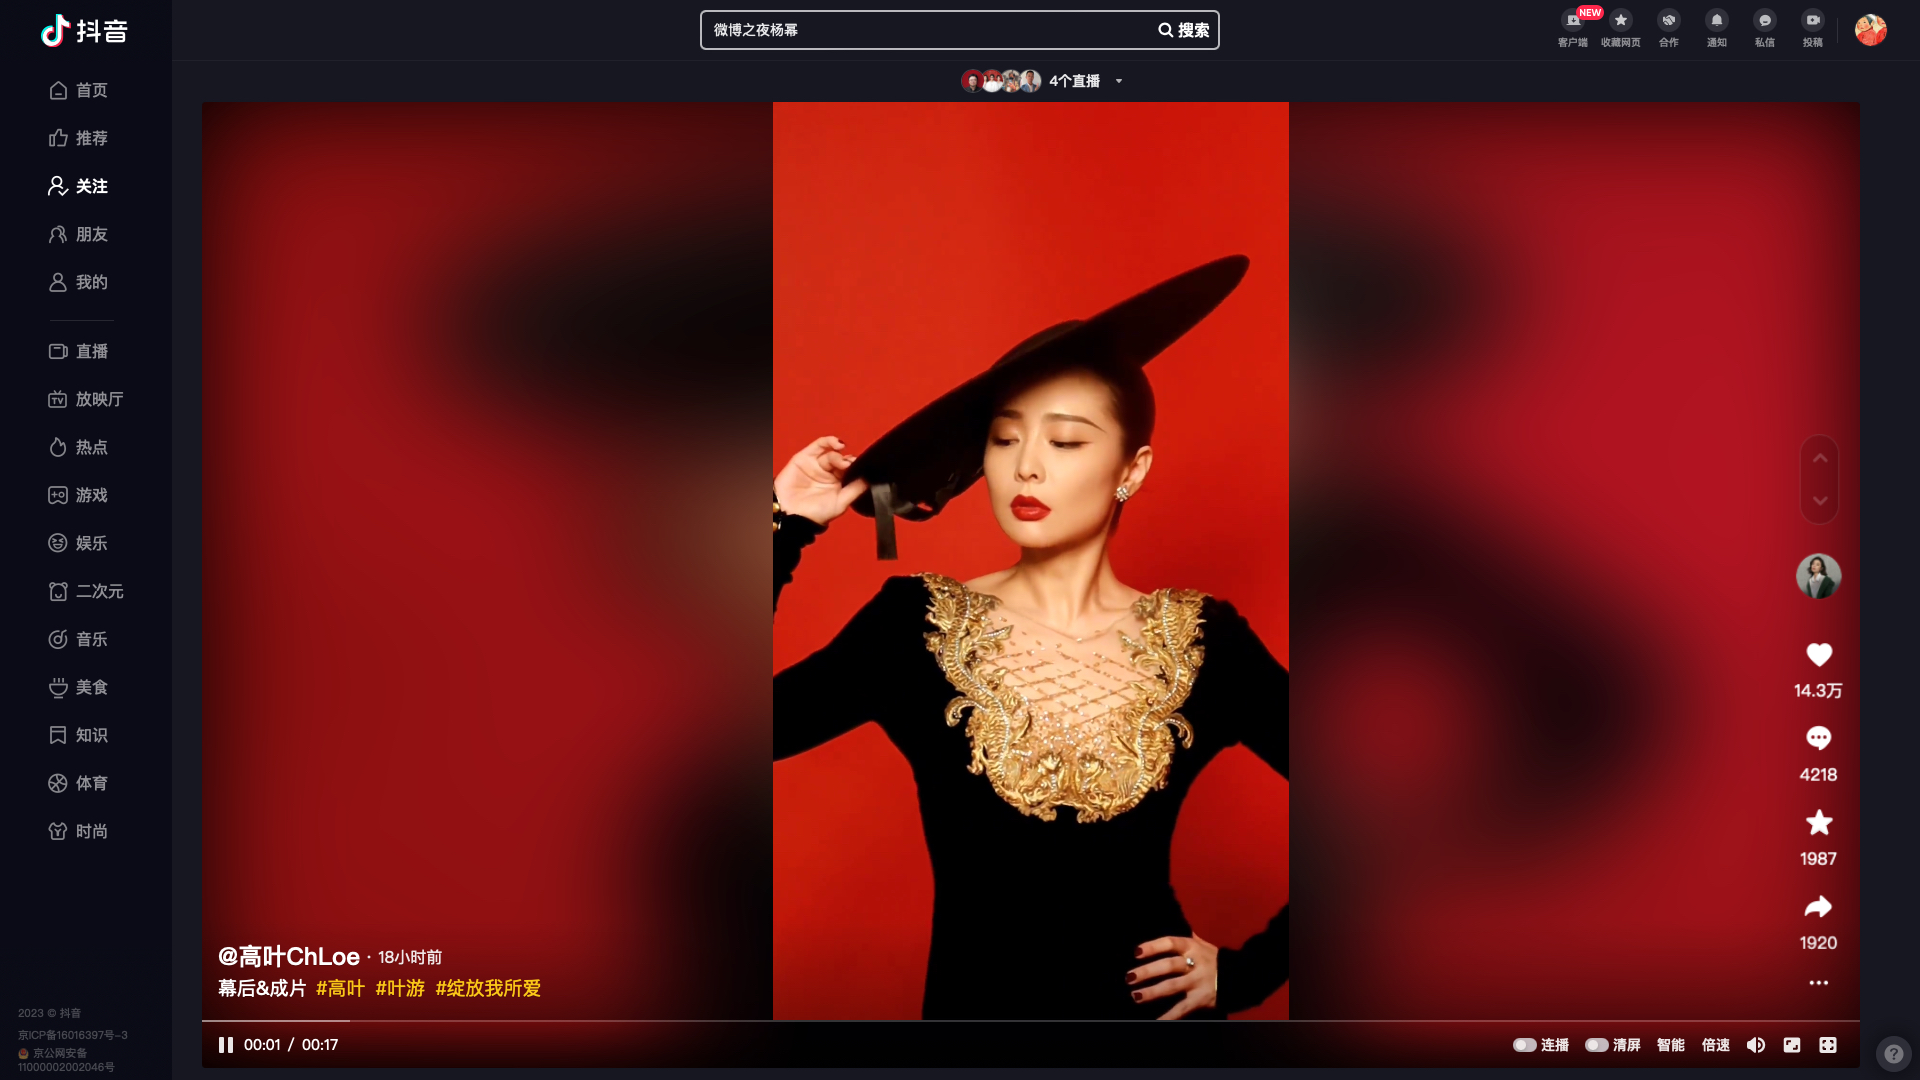 抖音
微博之夜杨幂
搜索
NEW
客户端
收藏网页
合作
通知
私信
投稿
首页
推荐
关注
朋友
我的
直播
放映厅
热点
游戏
娱乐
二次元
音乐
美食
知识
体育
时尚
2023 © 抖音
京ICP备16016397号-3
京公网安备
11000002002046号
4个直播
14.3万
4218
1987
1920
@高叶ChLoe · 18小时前
幕后&成片 #高叶 #叶游 #绽放我所爱
00:01 / 00:17
连播
清屏
智能
倍速